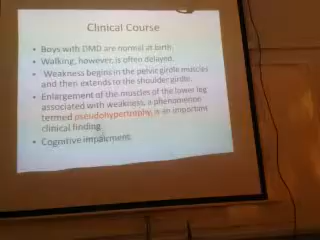 Clinical Course
• Boys with DMD are normal at birth.
• Walking, however, is often delayed.
• Weakness begins in the pelvic girdle muscles
and then extends to the shoulder girdle.
• Enlargement of the muscles of the lower leg
associated with weakness, a phenomenon
termed pseudohypertrophy, is an important
clinical finding.
• Cognitive impairment.